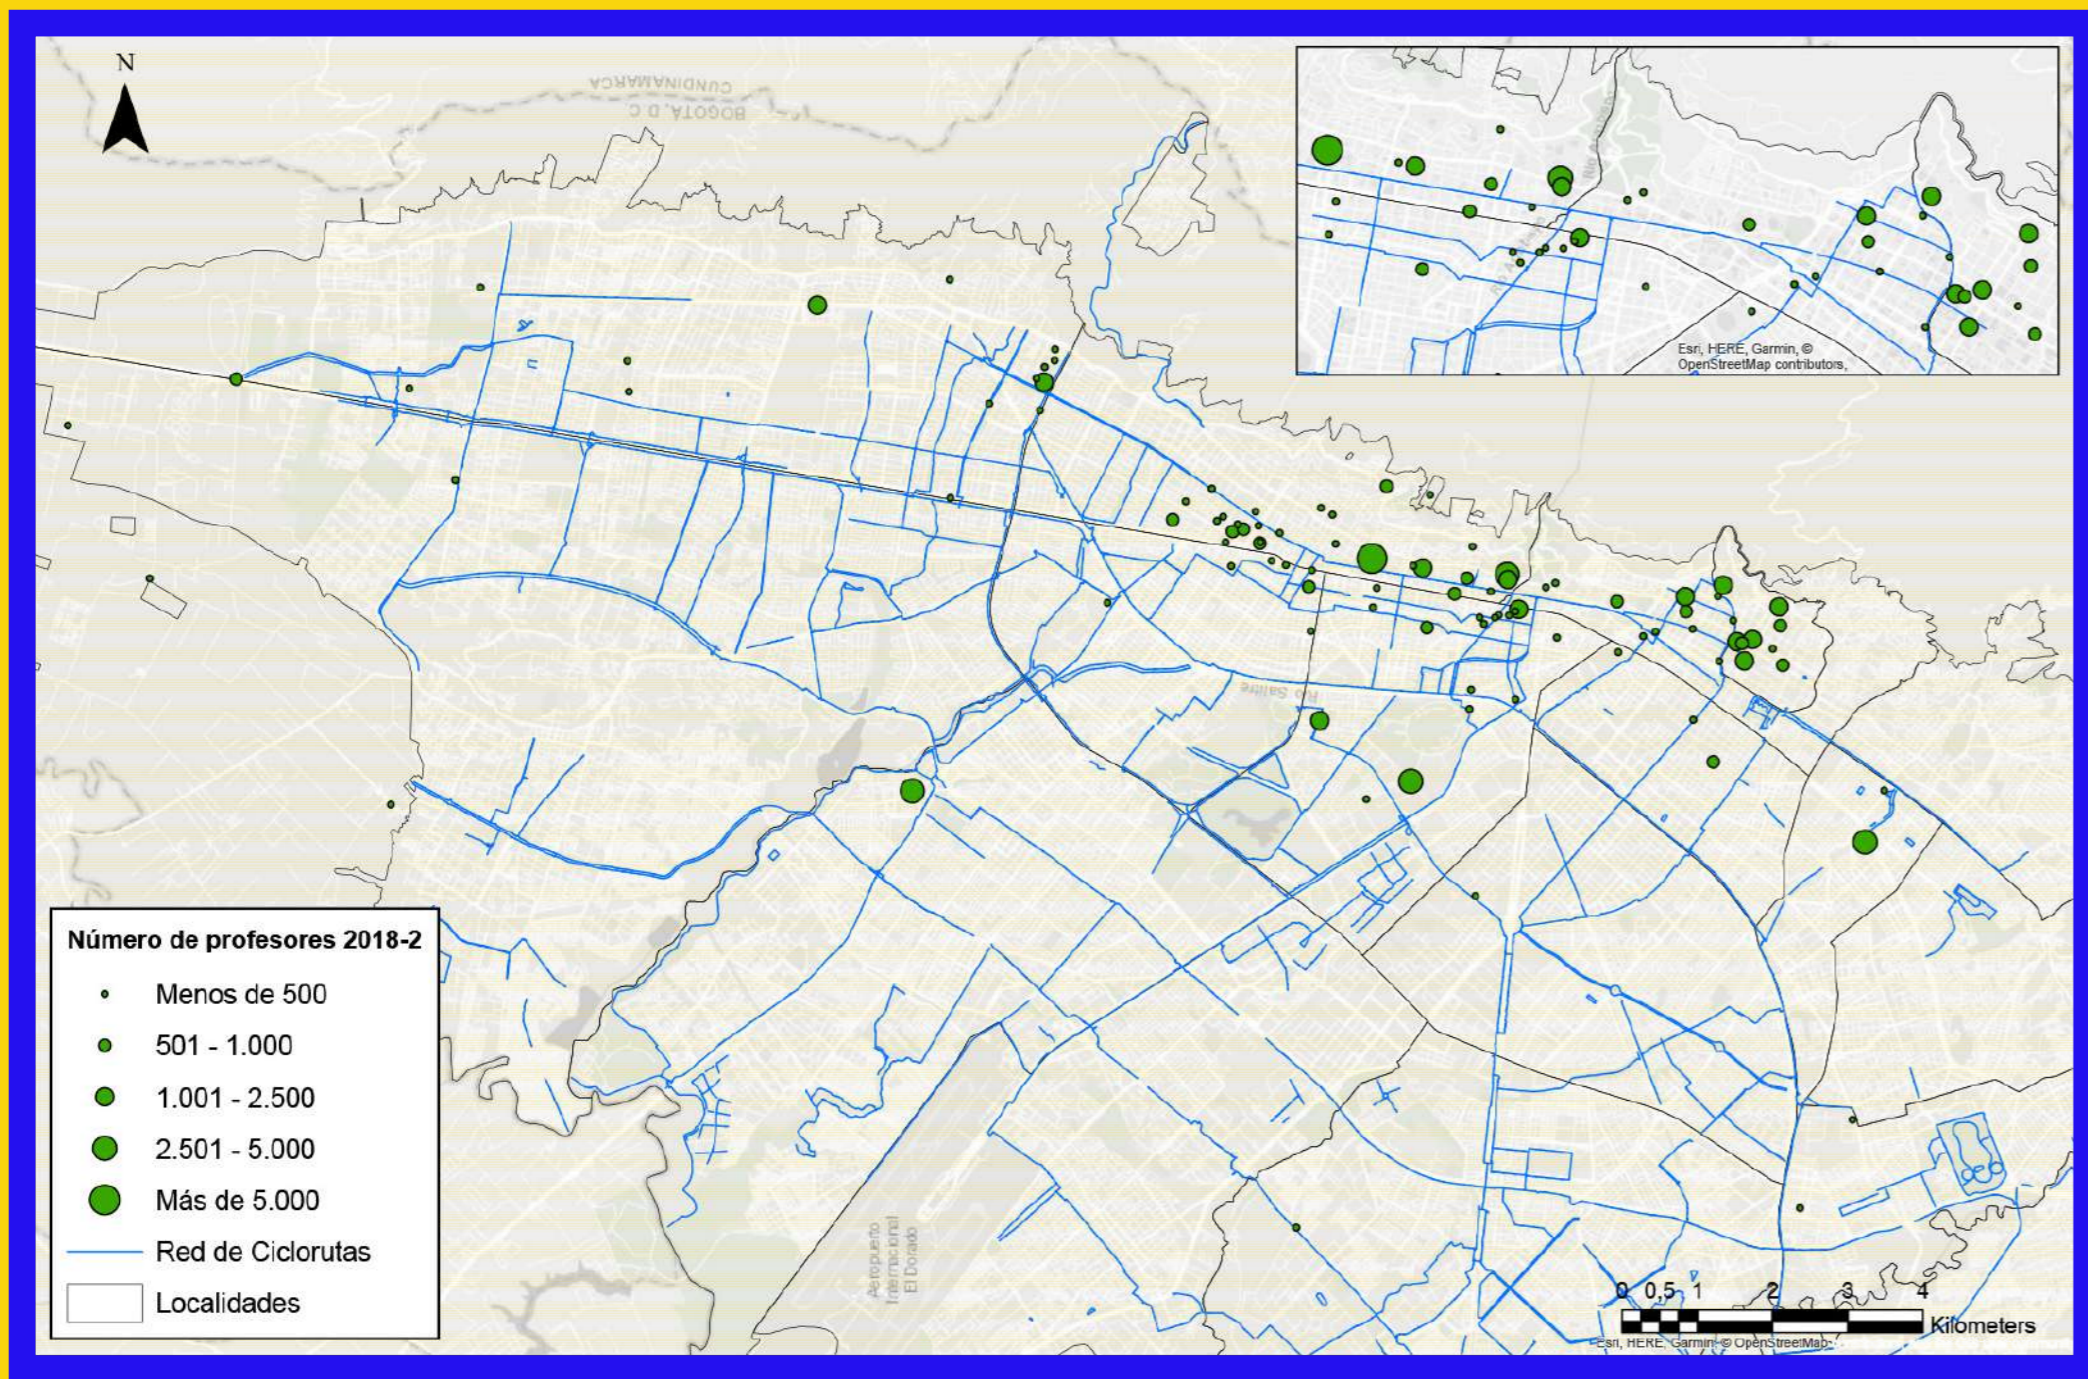 N
CUNDINAMARCA
BOGOTÁ, D.C
Esri, HERE, Garmin, ©
OpenStreetMap contributors,
Río Salitre
Número de profesores 2018-2
Menos de 500
501 - 1.000
1.001 - 2.500
2.501 - 5.000
Más de 5.000
Red de Ciclorutas
Localidades
Aeropuerto
Internacional
El Dorado
0 0,5 1 2 3 4
Kilometers
Esri, HERE, Garmin, © OpenStreetMap